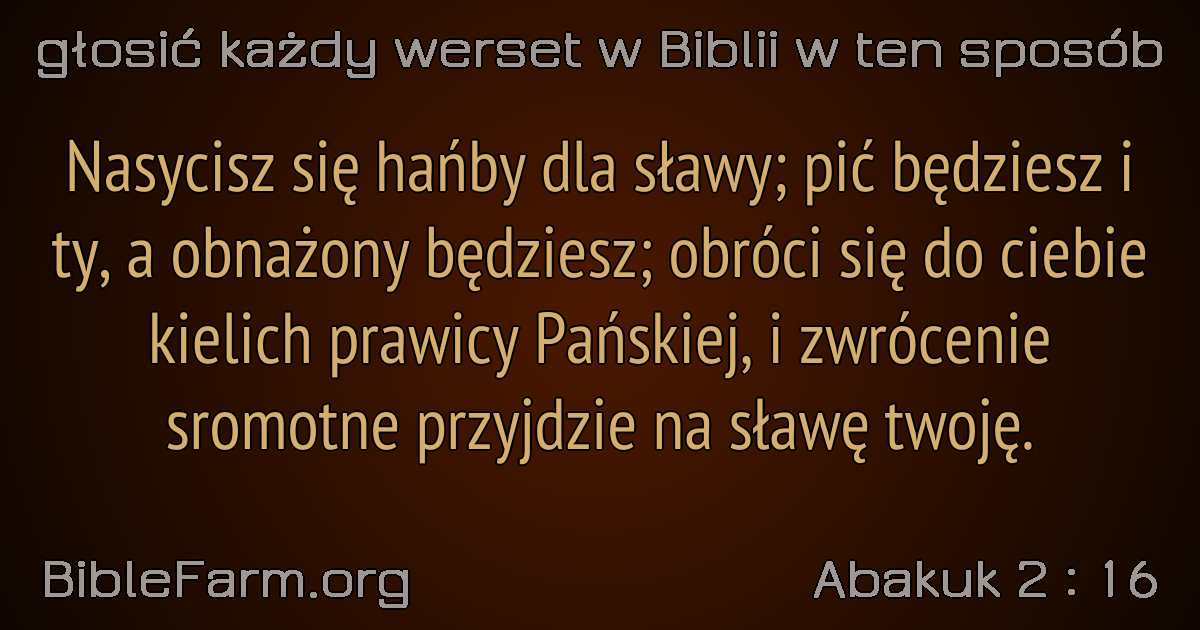 głosić każdy werset w Biblii w ten sposób
Nasycisz się hańby dla sławy; pić będziesz i
ty, a obnażony będziesz; obróci się do ciebie
kielich prawicy Pańskiej, i zwrócenie
sromotne przyjdzie na sławę twoję.
BibleFarm.org
Abakuk 2 : 16